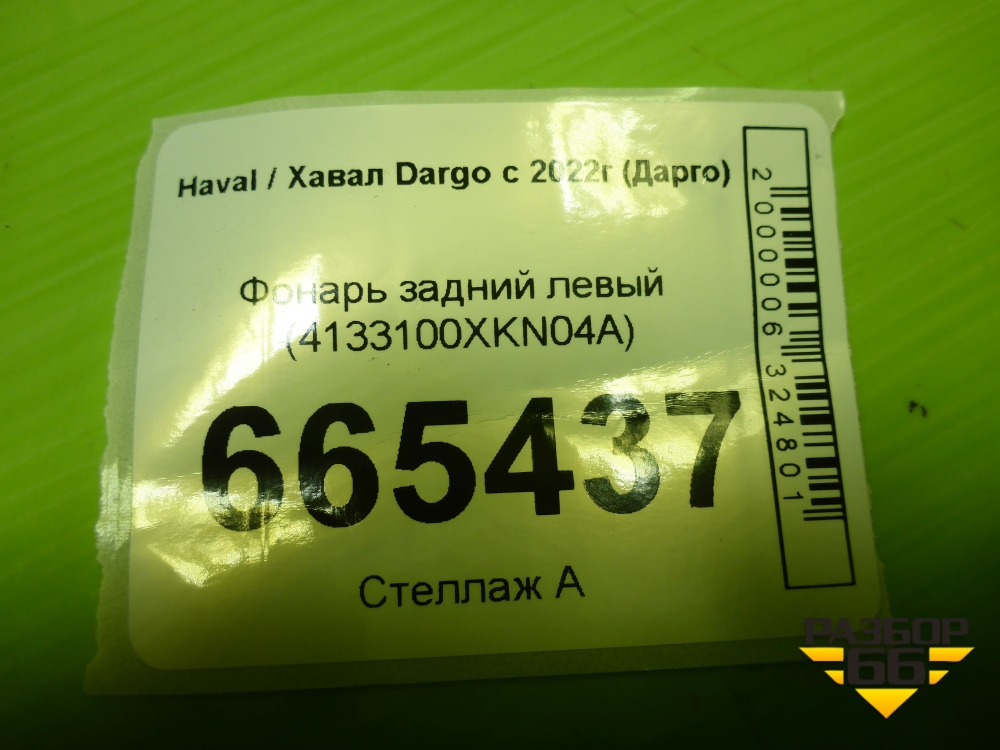 Haval / Хавал Dargo с 2022г (Дарго)
Фонарь задний левый
(4133100XKN04A)
665437
Стеллаж А
2000006324801
РАЗБОР
66